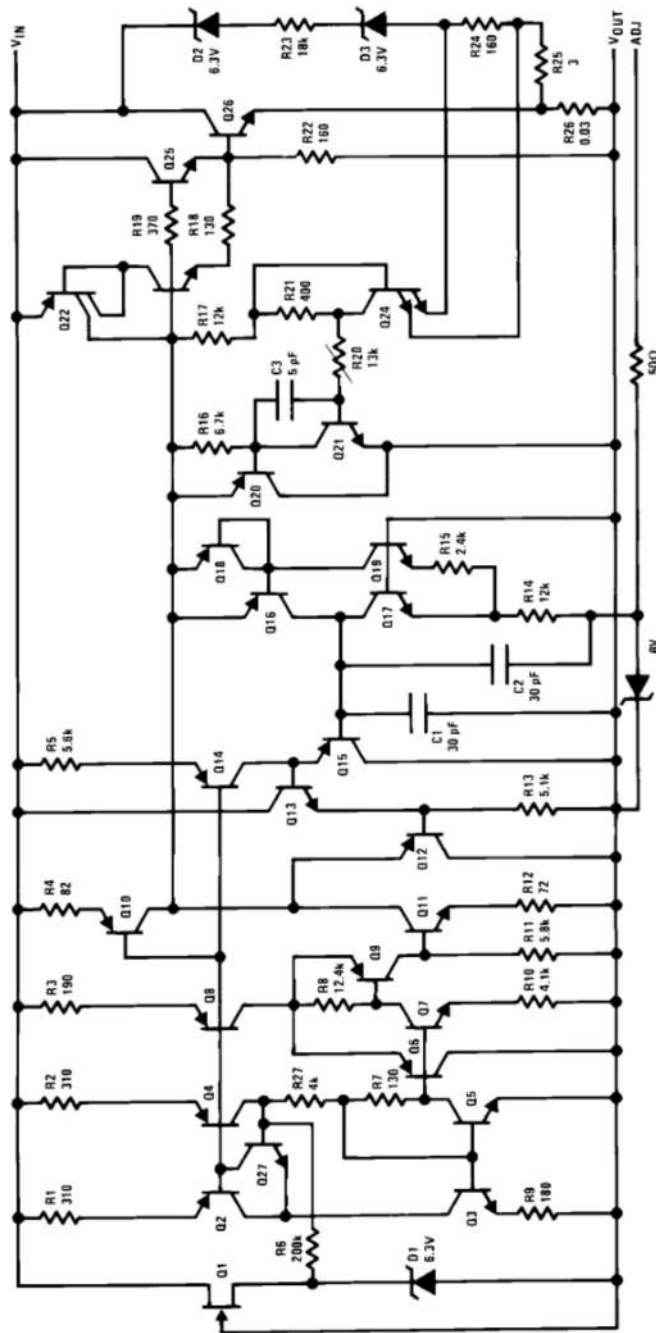 VIN
R1
310
R2
310
R3
190
R4
82
R5
5.6k
Q1
Q2
Q4
Q8
Q10
Q14
Q27
R27
4k
R7
130
R6
200k
D1
6.3V
Q3
Q5
R9
180
Q6
Q7
Q9
R8
12.4k
R10
4.1k
R11
5.8k
Q11
R12
72
Q12
Q13
R13
5.1k
Q15
C1
30 pF
C2
30 pF
6V
Q16
Q18
Q17
Q19
R15
2.4k
R14
12k
Q20
R16
6.7k
C3
5 pF
Q21
R20
13k
R17
12k
R21
400
Q24
Q22
R19
370
R18
130
Q25
Q26
R22
160
D2
6.3V
R23
18k
D3
6.3V
R24
160
R25
3
R26
0.03
50Ω
VOUT
ADJ